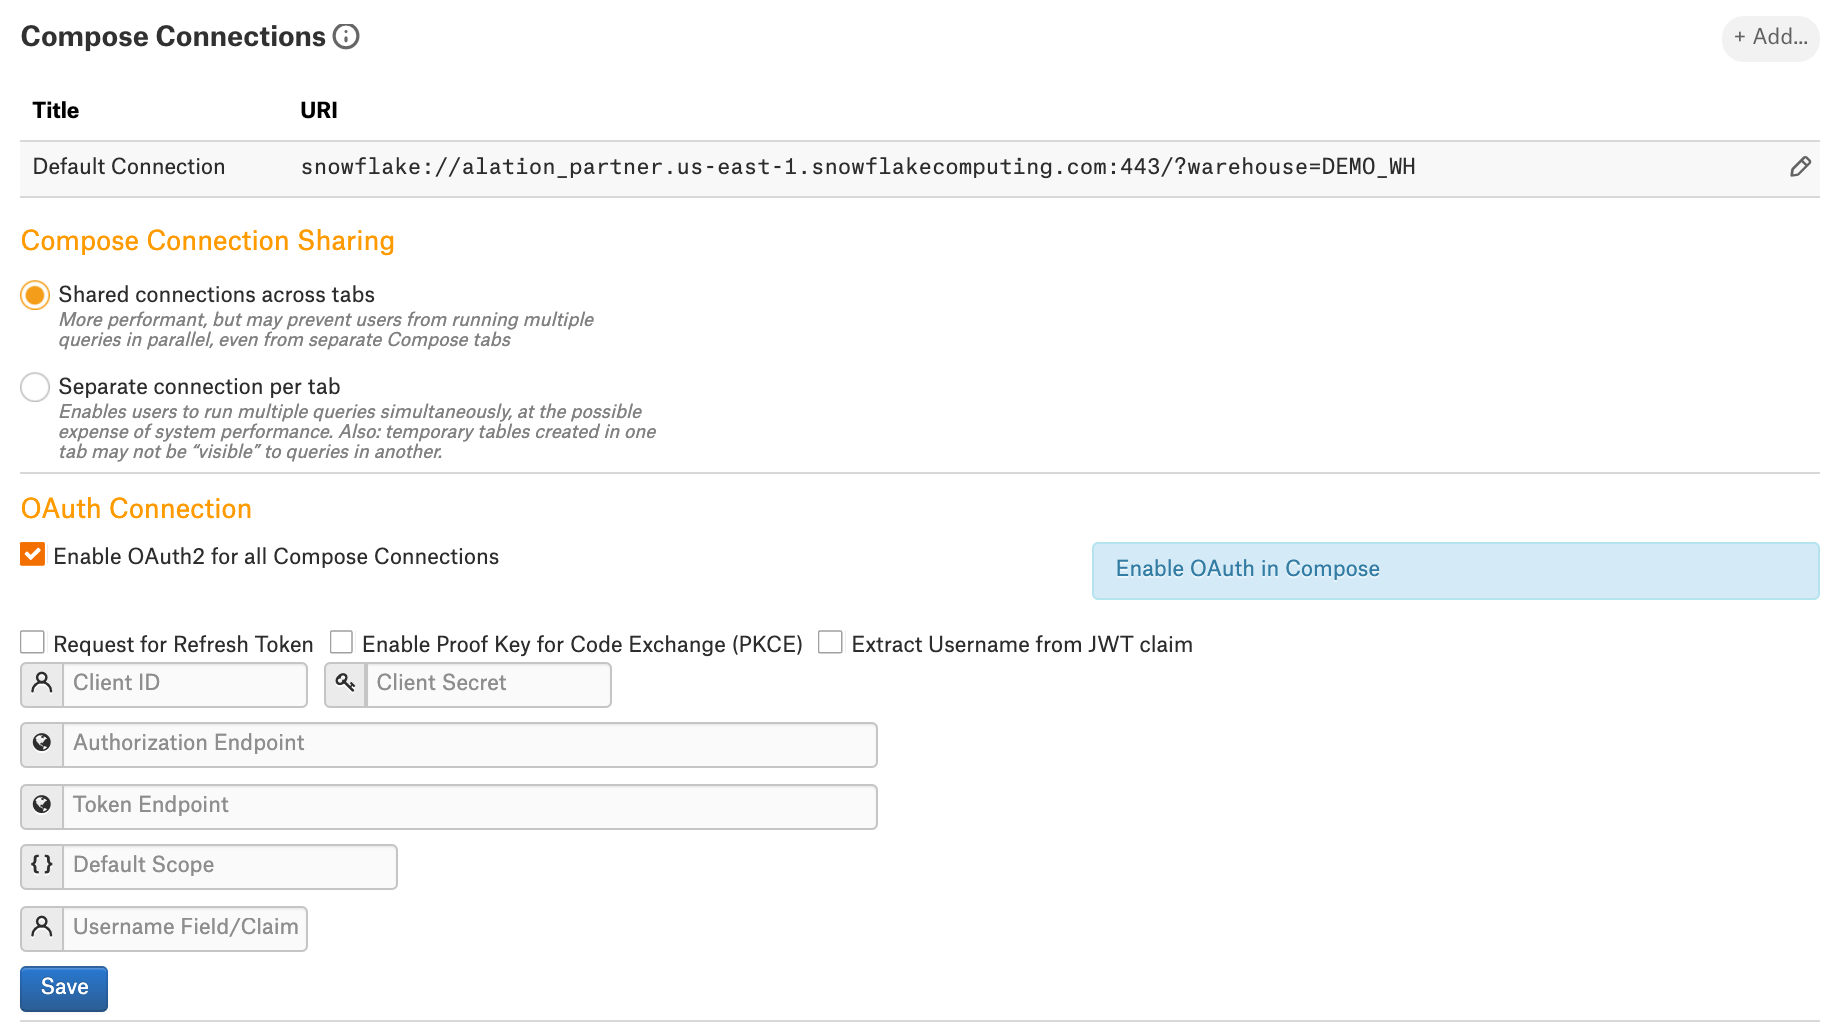 Compose Connections
+ Add...
Title URI
Default Connection snowflake://alation_partner.us-east-1.snowflakecomputing.com:443/?warehouse=DEMO_WH
Compose Connection Sharing
Shared connections across tabs
More performant, but may prevent users from running multiple
queries in parallel, even from separate Compose tabs
Separate connection per tab
Enables users to run multiple queries simultaneously, at the possible
expense of system performance. Also: temporary tables created in one
tab may not be “visible” to queries in another.
OAuth Connection
Enable OAuth2 for all Compose Connections
Enable OAuth in Compose
Request for Refresh Token Enable Proof Key for Code Exchange (PKCE) Extract Username from JWT claim
Client ID Client Secret
Authorization Endpoint
Token Endpoint
{} Default Scope
Username Field/Claim
Save